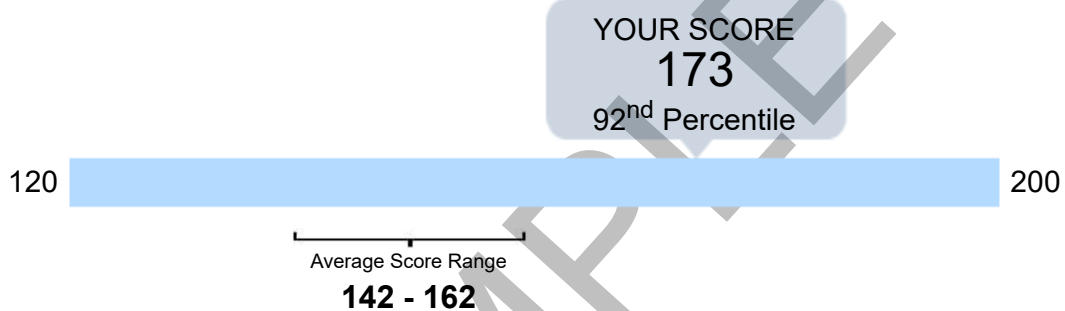 YOUR SCORE
173
92nd Percentile
120
200
Average Score Range
142 - 162